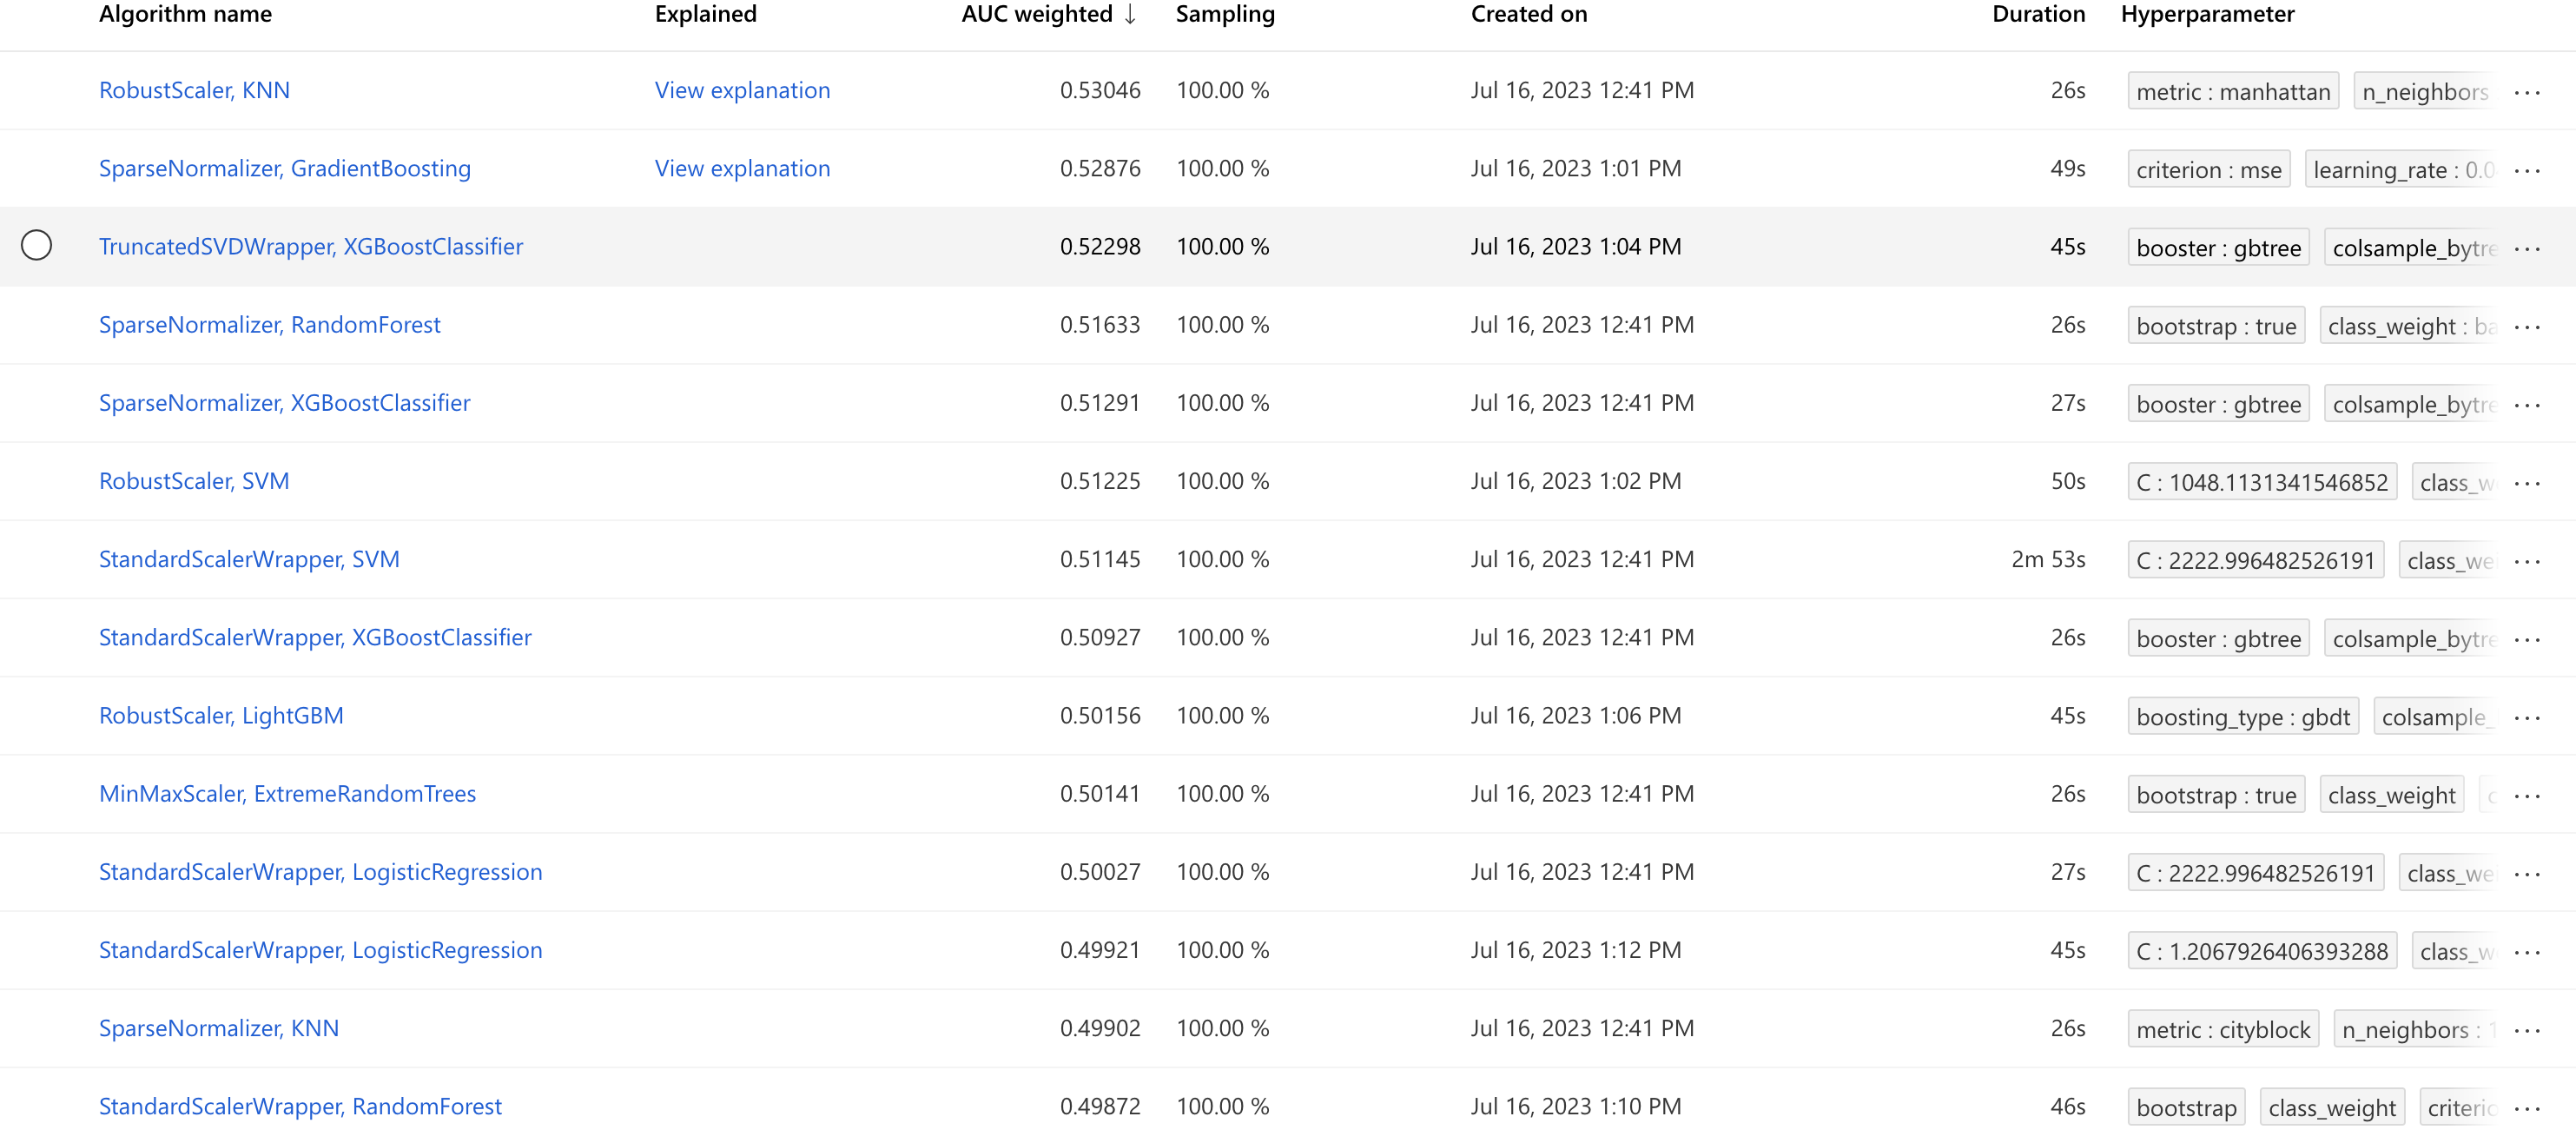 Algorithm name Explained AUC weighted ↓ Sampling Created on Duration Hyperparameter
RobustScaler, KNN View explanation 0.53046 100.00 % Jul 16, 2023 12:41 PM 26s metric : manhattan n_neighbors ...
SparseNormalizer, GradientBoosting View explanation 0.52876 100.00 % Jul 16, 2023 1:01 PM 49s criterion : mse learning_rate : 0.0 ...
TruncatedSVDWrapper, XGBoostClassifier 0.52298 100.00 % Jul 16, 2023 1:04 PM 45s booster : gbtree colsample_bytre ...
SparseNormalizer, RandomForest 0.51633 100.00 % Jul 16, 2023 12:41 PM 26s bootstrap : true class_weight : ba ...
SparseNormalizer, XGBoostClassifier 0.51291 100.00 % Jul 16, 2023 12:41 PM 27s booster : gbtree colsample_bytre ...
RobustScaler, SVM 0.51225 100.00 % Jul 16, 2023 1:02 PM 50s C : 1048.1131341546852 class_w ...
StandardScalerWrapper, SVM 0.51145 100.00 % Jul 16, 2023 12:41 PM 2m 53s C : 2222.996482526191 class_we ...
StandardScalerWrapper, XGBoostClassifier 0.50927 100.00 % Jul 16, 2023 12:41 PM 26s booster : gbtree colsample_bytre ...
RobustScaler, LightGBM 0.50156 100.00 % Jul 16, 2023 1:06 PM 45s boosting_type : gbdt colsample_ ...
MinMaxScaler, ExtremeRandomTrees 0.50141 100.00 % Jul 16, 2023 12:41 PM 26s bootstrap : true class_weight c ...
StandardScalerWrapper, LogisticRegression 0.50027 100.00 % Jul 16, 2023 12:41 PM 27s C : 2222.996482526191 class_we ...
StandardScalerWrapper, LogisticRegression 0.49921 100.00 % Jul 16, 2023 1:12 PM 45s C : 1.2067926406393288 class_w ...
SparseNormalizer, KNN 0.49902 100.00 % Jul 16, 2023 12:41 PM 26s metric : cityblock n_neighbors : 1 ...
StandardScalerWrapper, RandomForest 0.49872 100.00 % Jul 16, 2023 1:10 PM 46s bootstrap class_weight criterio ...